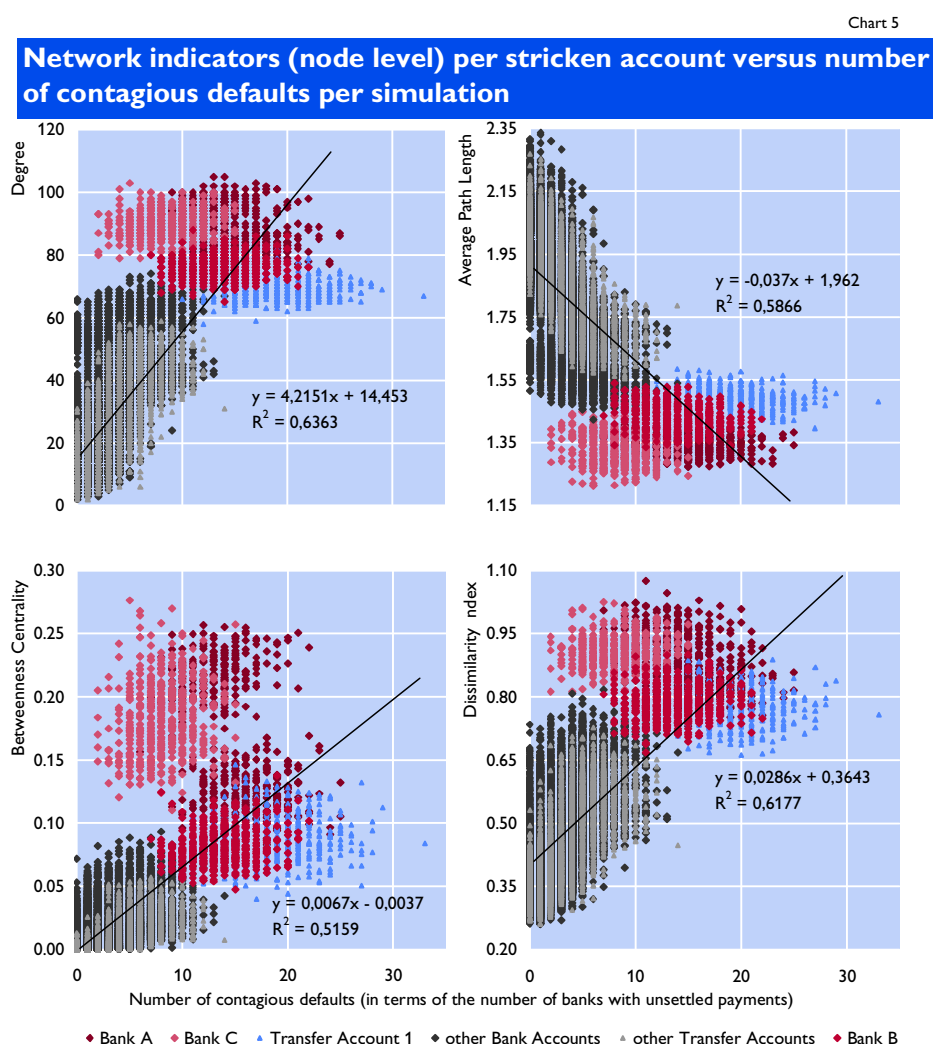 Chart 5
Network indicators (node level) per stricken account versus number
of contagious defaults per simulation
Degree
120
100
80
60
40
20
0
y = 4,2151x + 14,453
R² = 0,6363
Average Path Length
2.35
2.15
1.95
1.75
1.55
1.35
1.15
y = -0,037x + 1,962
R² = 0,5866
Betweenness Centrality
0.30
0.25
0.20
0.15
0.10
0.05
0.00
y = 0,0067x - 0,0037
R² = 0,5159
0 10 20 30
Dissimilarity ndex
1.10
0.95
0.80
0.65
0.50
0.35
0.20
y = 0,0286x + 0,3643
R² = 0,6177
0 10 20 30
Number of contagious defaults (in terms of the number of banks with unsettled payments)
Bank A Bank C Transfer Account 1 other Bank Accounts other Transfer Accounts Bank B